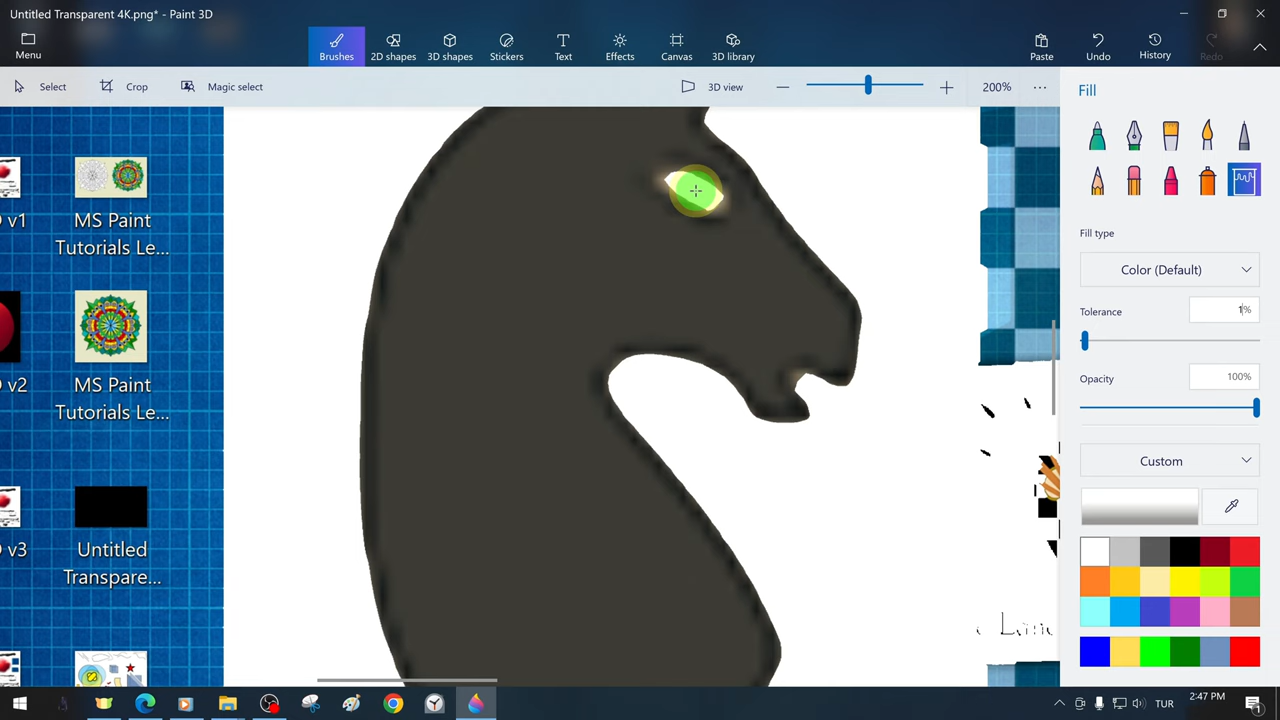 Untitled Transparent 4K.png* - Paint 3D
Menu
Brushes
2D shapes
3D shapes
Stickers
Text
Effects
Canvas
3D library
Paste
Undo
History
Redo
Select
Crop
Magic select
3D view
200%
Fill
Fill type
Color (Default)
Tolerance
1%
Opacity
100%
Custom
v1
MS Paint
Tutorials Le...
v2
MS Paint
Tutorials Le...
v3
Untitled
Transpare...
TUR
2:47 PM
1